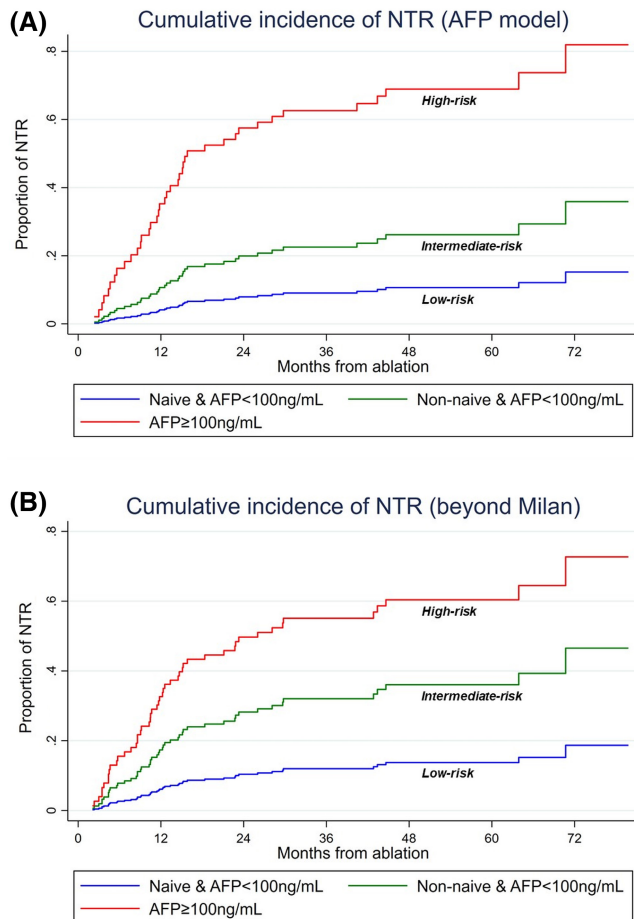 (A)
Cumulative incidence of NTR (AFP model)
Proportion of NTR
.8
.6
.4
.2
0
High-risk
Intermediate-risk
Low-risk
0 12 24 36 48 60 72
Months from ablation
Naive & AFP<100ng/mL Non-naive & AFP<100ng/mL
AFP≥100ng/mL
(B)
Cumulative incidence of NTR (beyond Milan)
Proportion of NTR
.8
.6
.4
.2
0
High-risk
Intermediate-risk
Low-risk
0 12 24 36 48 60 72
Months from ablation
Naive & AFP<100ng/mL Non-naive & AFP<100ng/mL
AFP≥100ng/mL